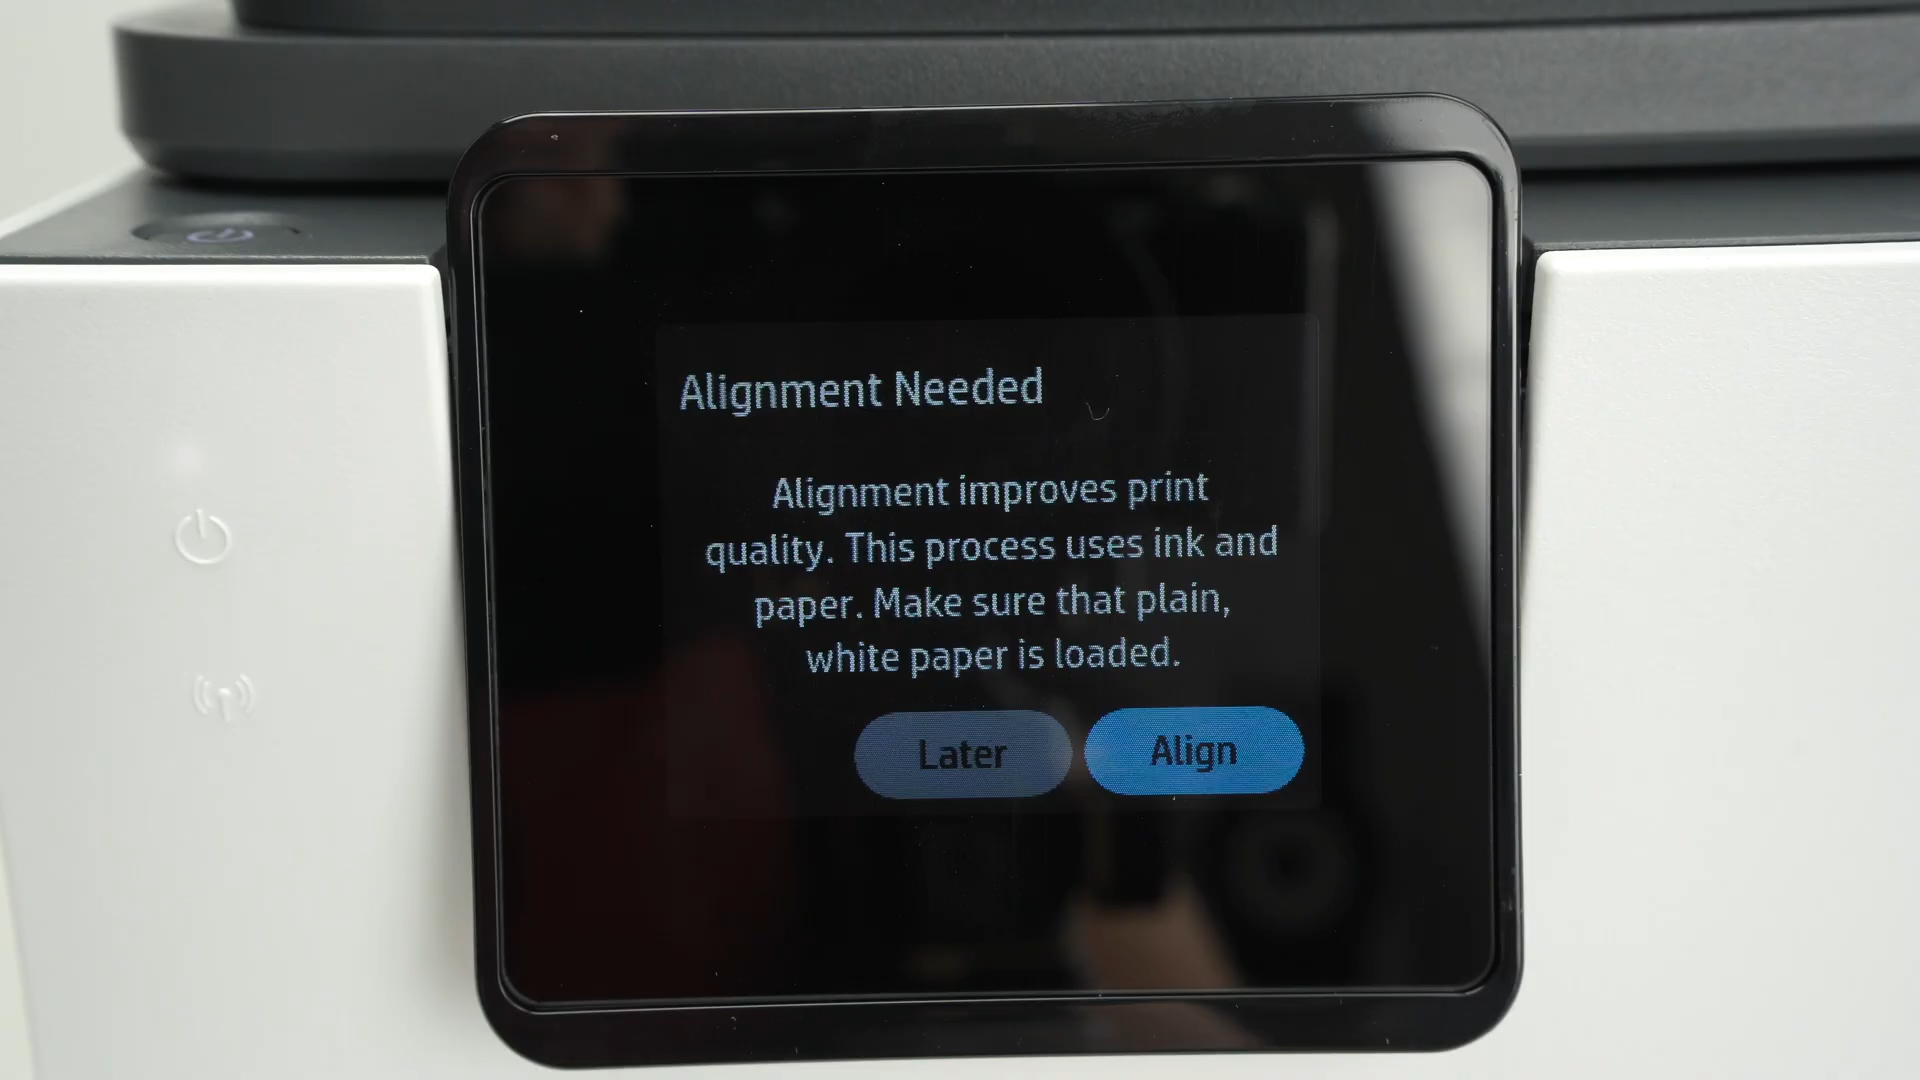 Alignment Needed
Alignment improves print
quality. This process uses ink and
paper. Make sure that plain,
white paper is loaded.
Later
Align